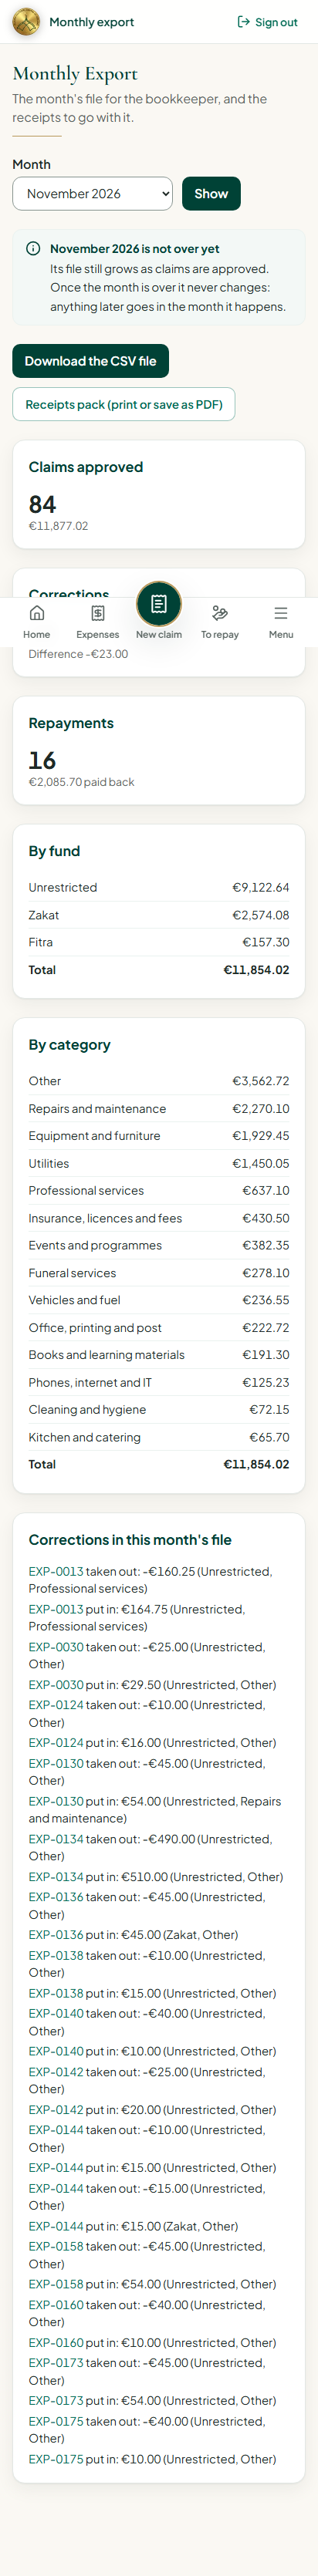 Monthly export
Sign out
Monthly Export
The month's file for the bookkeeper, and the
receipts to go with it.
Month
November 2026
Show
November 2026 is not over yet
Its file still grows as claims are approved.
Once the month is over it never changes:
anything later goes in the month it happens.
Download the CSV file
Receipts pack (print or save as PDF)
Claims approved
84
€11,877.02
Corrections
Home
Expenses
New claim
To repay
Menu
Difference -€23.00
Repayments
16
€2,085.70 paid back
By fund
Unrestricted €9,122.64
Zakat €2,574.08
Fitra €157.30
Total €11,854.02
By category
Other €3,562.72
Repairs and maintenance €2,270.10
Equipment and furniture €1,929.45
Utilities €1,450.05
Professional services €637.10
Insurance, licences and fees €430.50
Events and programmes €382.35
Funeral services €278.10
Vehicles and fuel €236.55
Office, printing and post €222.72
Books and learning materials €191.30
Phones, internet and IT €125.23
Cleaning and hygiene €72.15
Kitchen and catering €65.70
Total €11,854.02
Corrections in this month's file
EXP-0013 taken out: -€160.25 (Unrestricted,
Professional services)
EXP-0013 put in: €164.75 (Unrestricted,
Professional services)
EXP-0030 taken out: -€25.00 (Unrestricted,
Other)
EXP-0030 put in: €29.50 (Unrestricted, Other)
EXP-0124 taken out: -€10.00 (Unrestricted,
Other)
EXP-0124 put in: €16.00 (Unrestricted, Other)
EXP-0130 taken out: -€45.00 (Unrestricted,
Other)
EXP-0130 put in: €54.00 (Unrestricted, Repairs
and maintenance)
EXP-0134 taken out: -€490.00 (Unrestricted,
Other)
EXP-0134 put in: €510.00 (Unrestricted, Other)
EXP-0136 taken out: -€45.00 (Unrestricted,
Other)
EXP-0136 put in: €45.00 (Zakat, Other)
EXP-0138 taken out: -€10.00 (Unrestricted,
Other)
EXP-0138 put in: €15.00 (Unrestricted, Other)
EXP-0140 taken out: -€40.00 (Unrestricted,
Other)
EXP-0140 put in: €10.00 (Unrestricted, Other)
EXP-0142 taken out: -€25.00 (Unrestricted,
Other)
EXP-0142 put in: €20.00 (Unrestricted, Other)
EXP-0144 taken out: -€10.00 (Unrestricted,
Other)
EXP-0144 put in: €15.00 (Unrestricted, Other)
EXP-0144 taken out: -€15.00 (Unrestricted,
Other)
EXP-0144 put in: €15.00 (Zakat, Other)
EXP-0158 taken out: -€45.00 (Unrestricted,
Other)
EXP-0158 put in: €54.00 (Unrestricted, Other)
EXP-0160 taken out: -€40.00 (Unrestricted,
Other)
EXP-0160 put in: €10.00 (Unrestricted, Other)
EXP-0173 taken out: -€45.00 (Unrestricted,
Other)
EXP-0173 put in: €54.00 (Unrestricted, Other)
EXP-0175 taken out: -€40.00 (Unrestricted,
Other)
EXP-0175 put in: €10.00 (Unrestricted, Other)